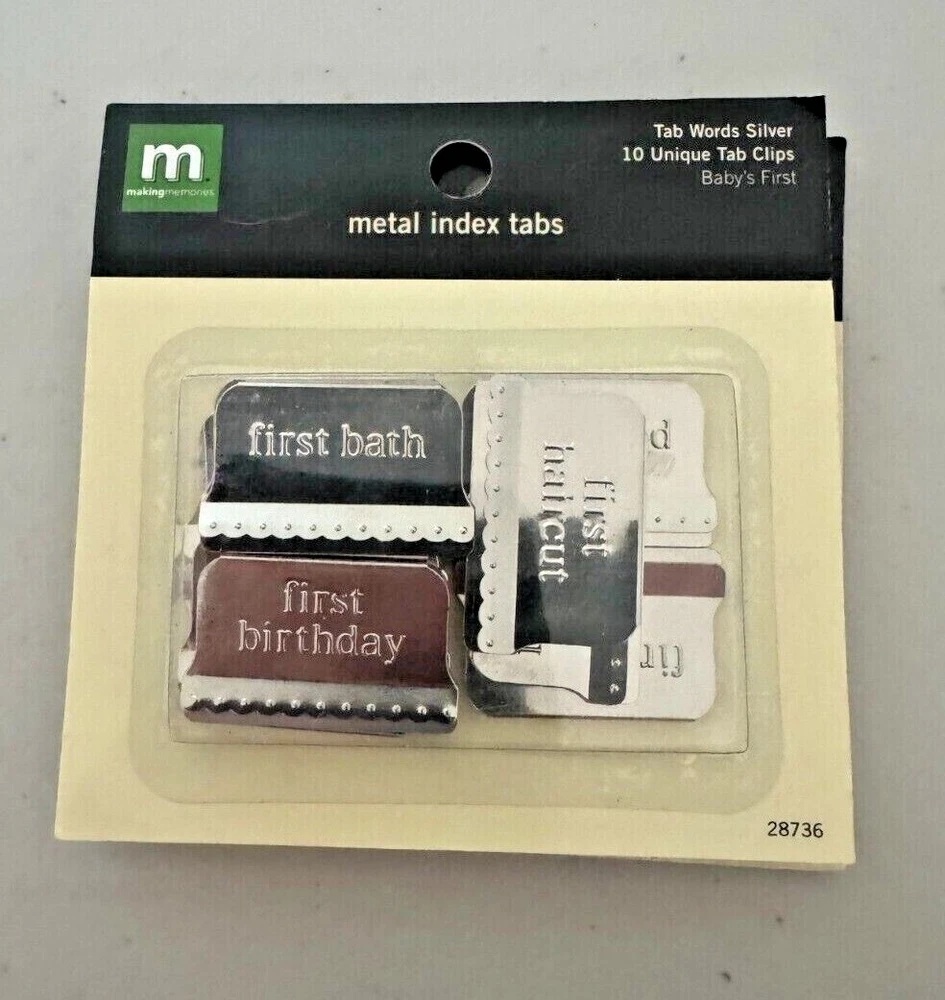 m
makingmemories
Tab Words Silver
10 Unique Tab Clips
Baby's First
metal index tabs
first bath
first
haircut
first
birthday
28736